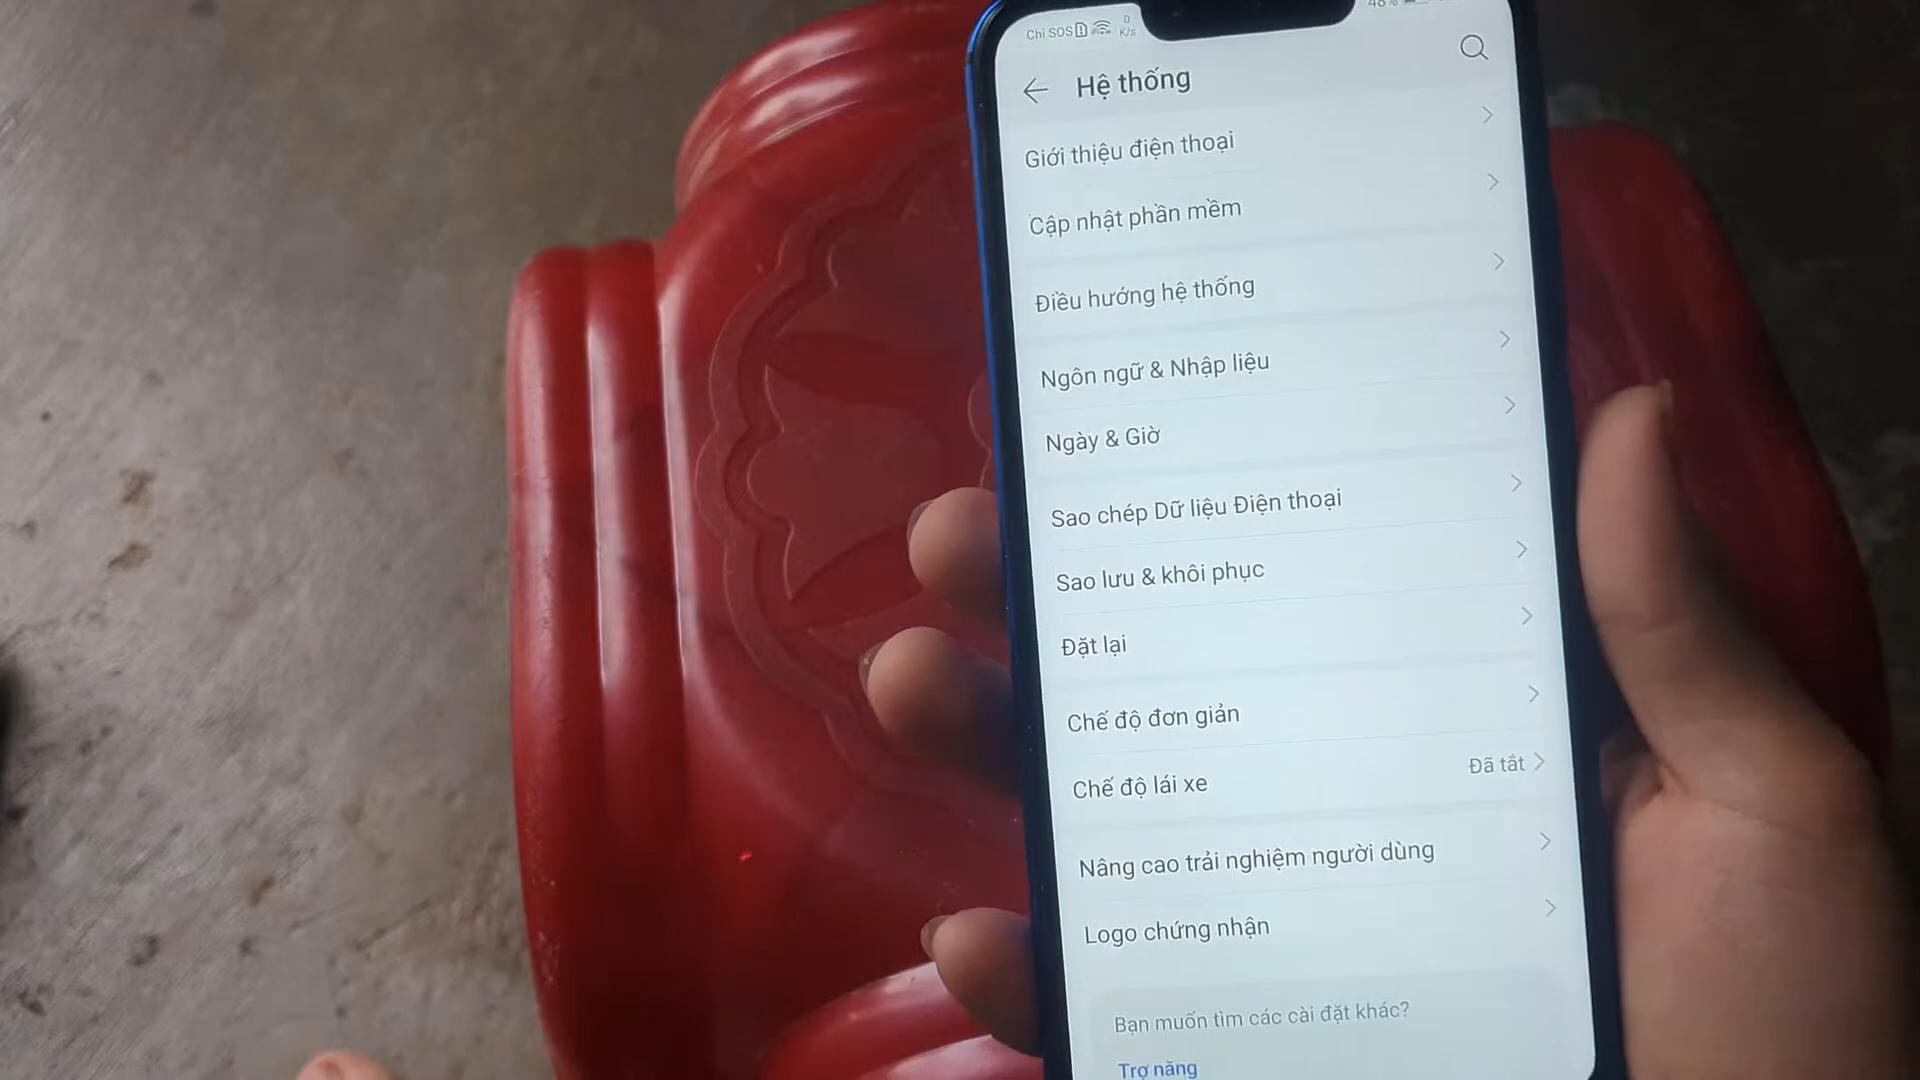 Chỉ SOS 0 K/s 48%
Hệ thống
Giới thiệu điện thoại
Cập nhật phần mềm
Điều hướng hệ thống
Ngôn ngữ & Nhập liệu
Ngày & Giờ
Sao chép Dữ liệu Điện thoại
Sao lưu & khôi phục
Đặt lại
Chế độ đơn giản
Chế độ lái xe Đã tắt
Nâng cao trải nghiệm người dùng
Logo chứng nhận
Bạn muốn tìm các cài đặt khác?
Trợ năng